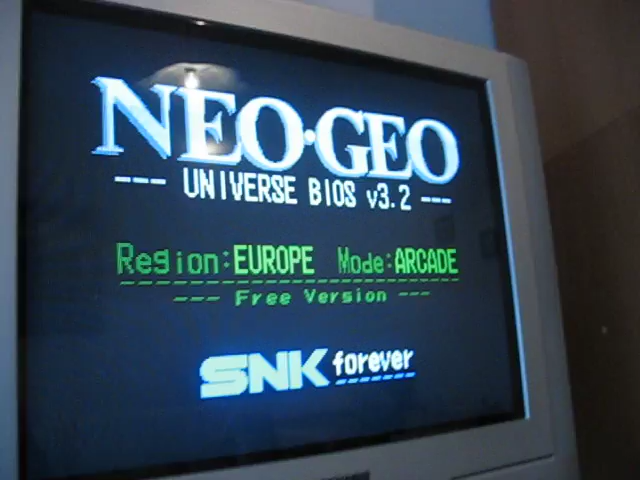 NEO·GEO
--- UNIVERSE BIOS v3.2 ---
Region:EUROPE Mode:ARCADE
--- Free Version ---
SNK forever